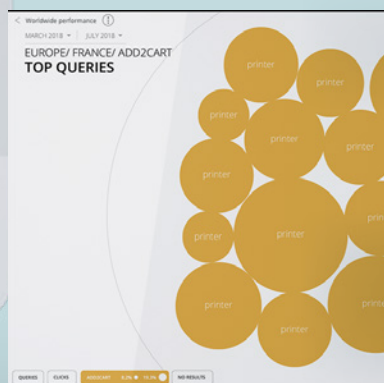 Worldwide performance
MARCH 2018 JULY 2018
EUROPE/ FRANCE/ ADD2CART
TOP QUERIES
printer
printer
printer
printer
printer
printer
printer
printer
printer
printer
printer
printer
QUERIES CLICKS ADD2CART NO RESULTS